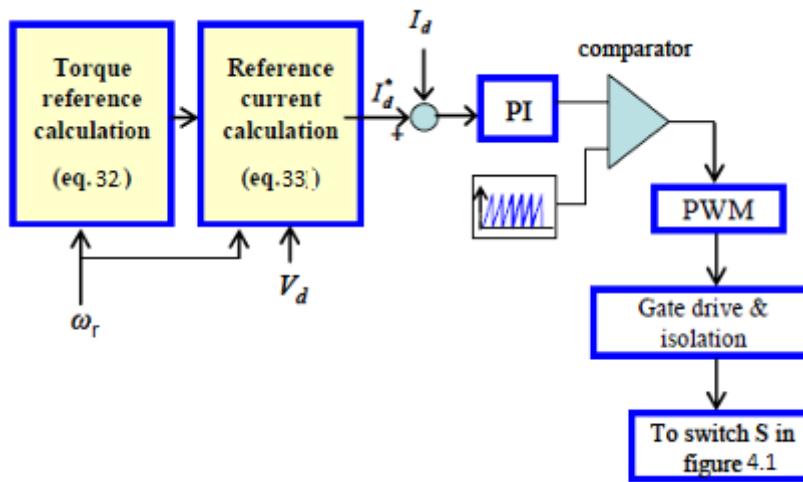 Torque
reference
calculation
(eq. 32)
Reference
current
calculation
(eq.33))
I_d
I_d^*
+
PI
comparator
PWM
V_d
ω_r
Gate drive &
isolation
To switch S in
figure 4.1